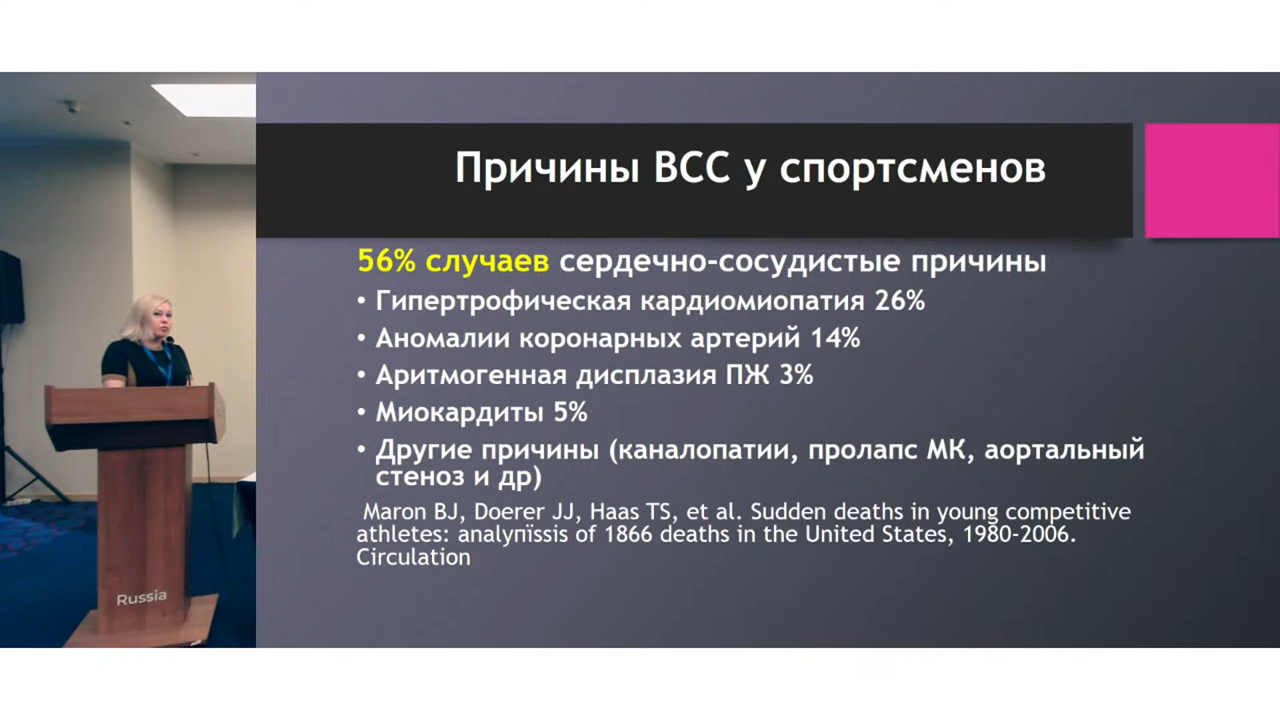 Причины ВСС у спортсменов
56% случаев сердечно-сосудистые причины
• Гипертрофическая кардиомиопатия 26%
• Аномалии коронарных артерий 14%
• Аритмогенная дисплазия ПЖ 3%
• Миокардиты 5%
• Другие причины (каналопатии, пролапс МК, аортальный
стеноз и др)
Maron BJ, Doerer JJ, Haas TS, et al. Sudden deaths in young competitive
athletes: analyпїssis of 1866 deaths in the United States, 1980-2006.
Circulation
Russia